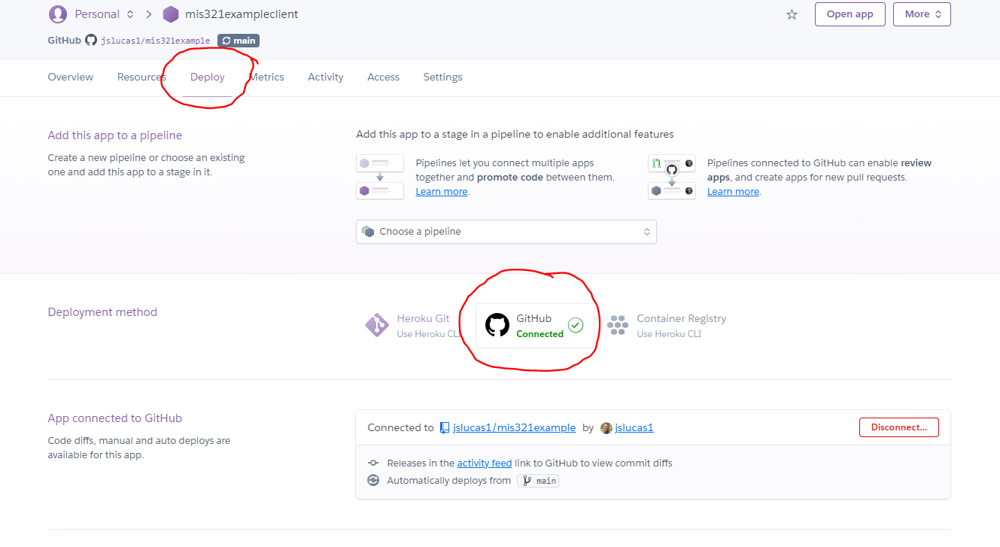 Personal > mis321exampleclient Open app More
GitHub jslucas1/mis321example main
Overview Resources Deploy Metrics Activity Access Settings
Add this app to a pipeline
Create a new pipeline or choose an existing
one and add this app to a stage in it.
Add this app to a stage in a pipeline to enable additional features
Pipelines let you connect multiple apps
together and promote code between them.
Learn more.
Pipelines connected to GitHub can enable review
apps, and create apps for new pull requests.
Learn more.
Choose a pipeline
Deployment method
Heroku Git
Use Heroku CLI
GitHub
Connected
Container Registry
Use Heroku CLI
App connected to GitHub
Code diffs, manual and auto deploys are
available for this app.
Connected to jslucas1/mis321example by jslucas1 Disconnect...
Releases in the activity feed link to GitHub to view commit diffs
Automatically deploys from main